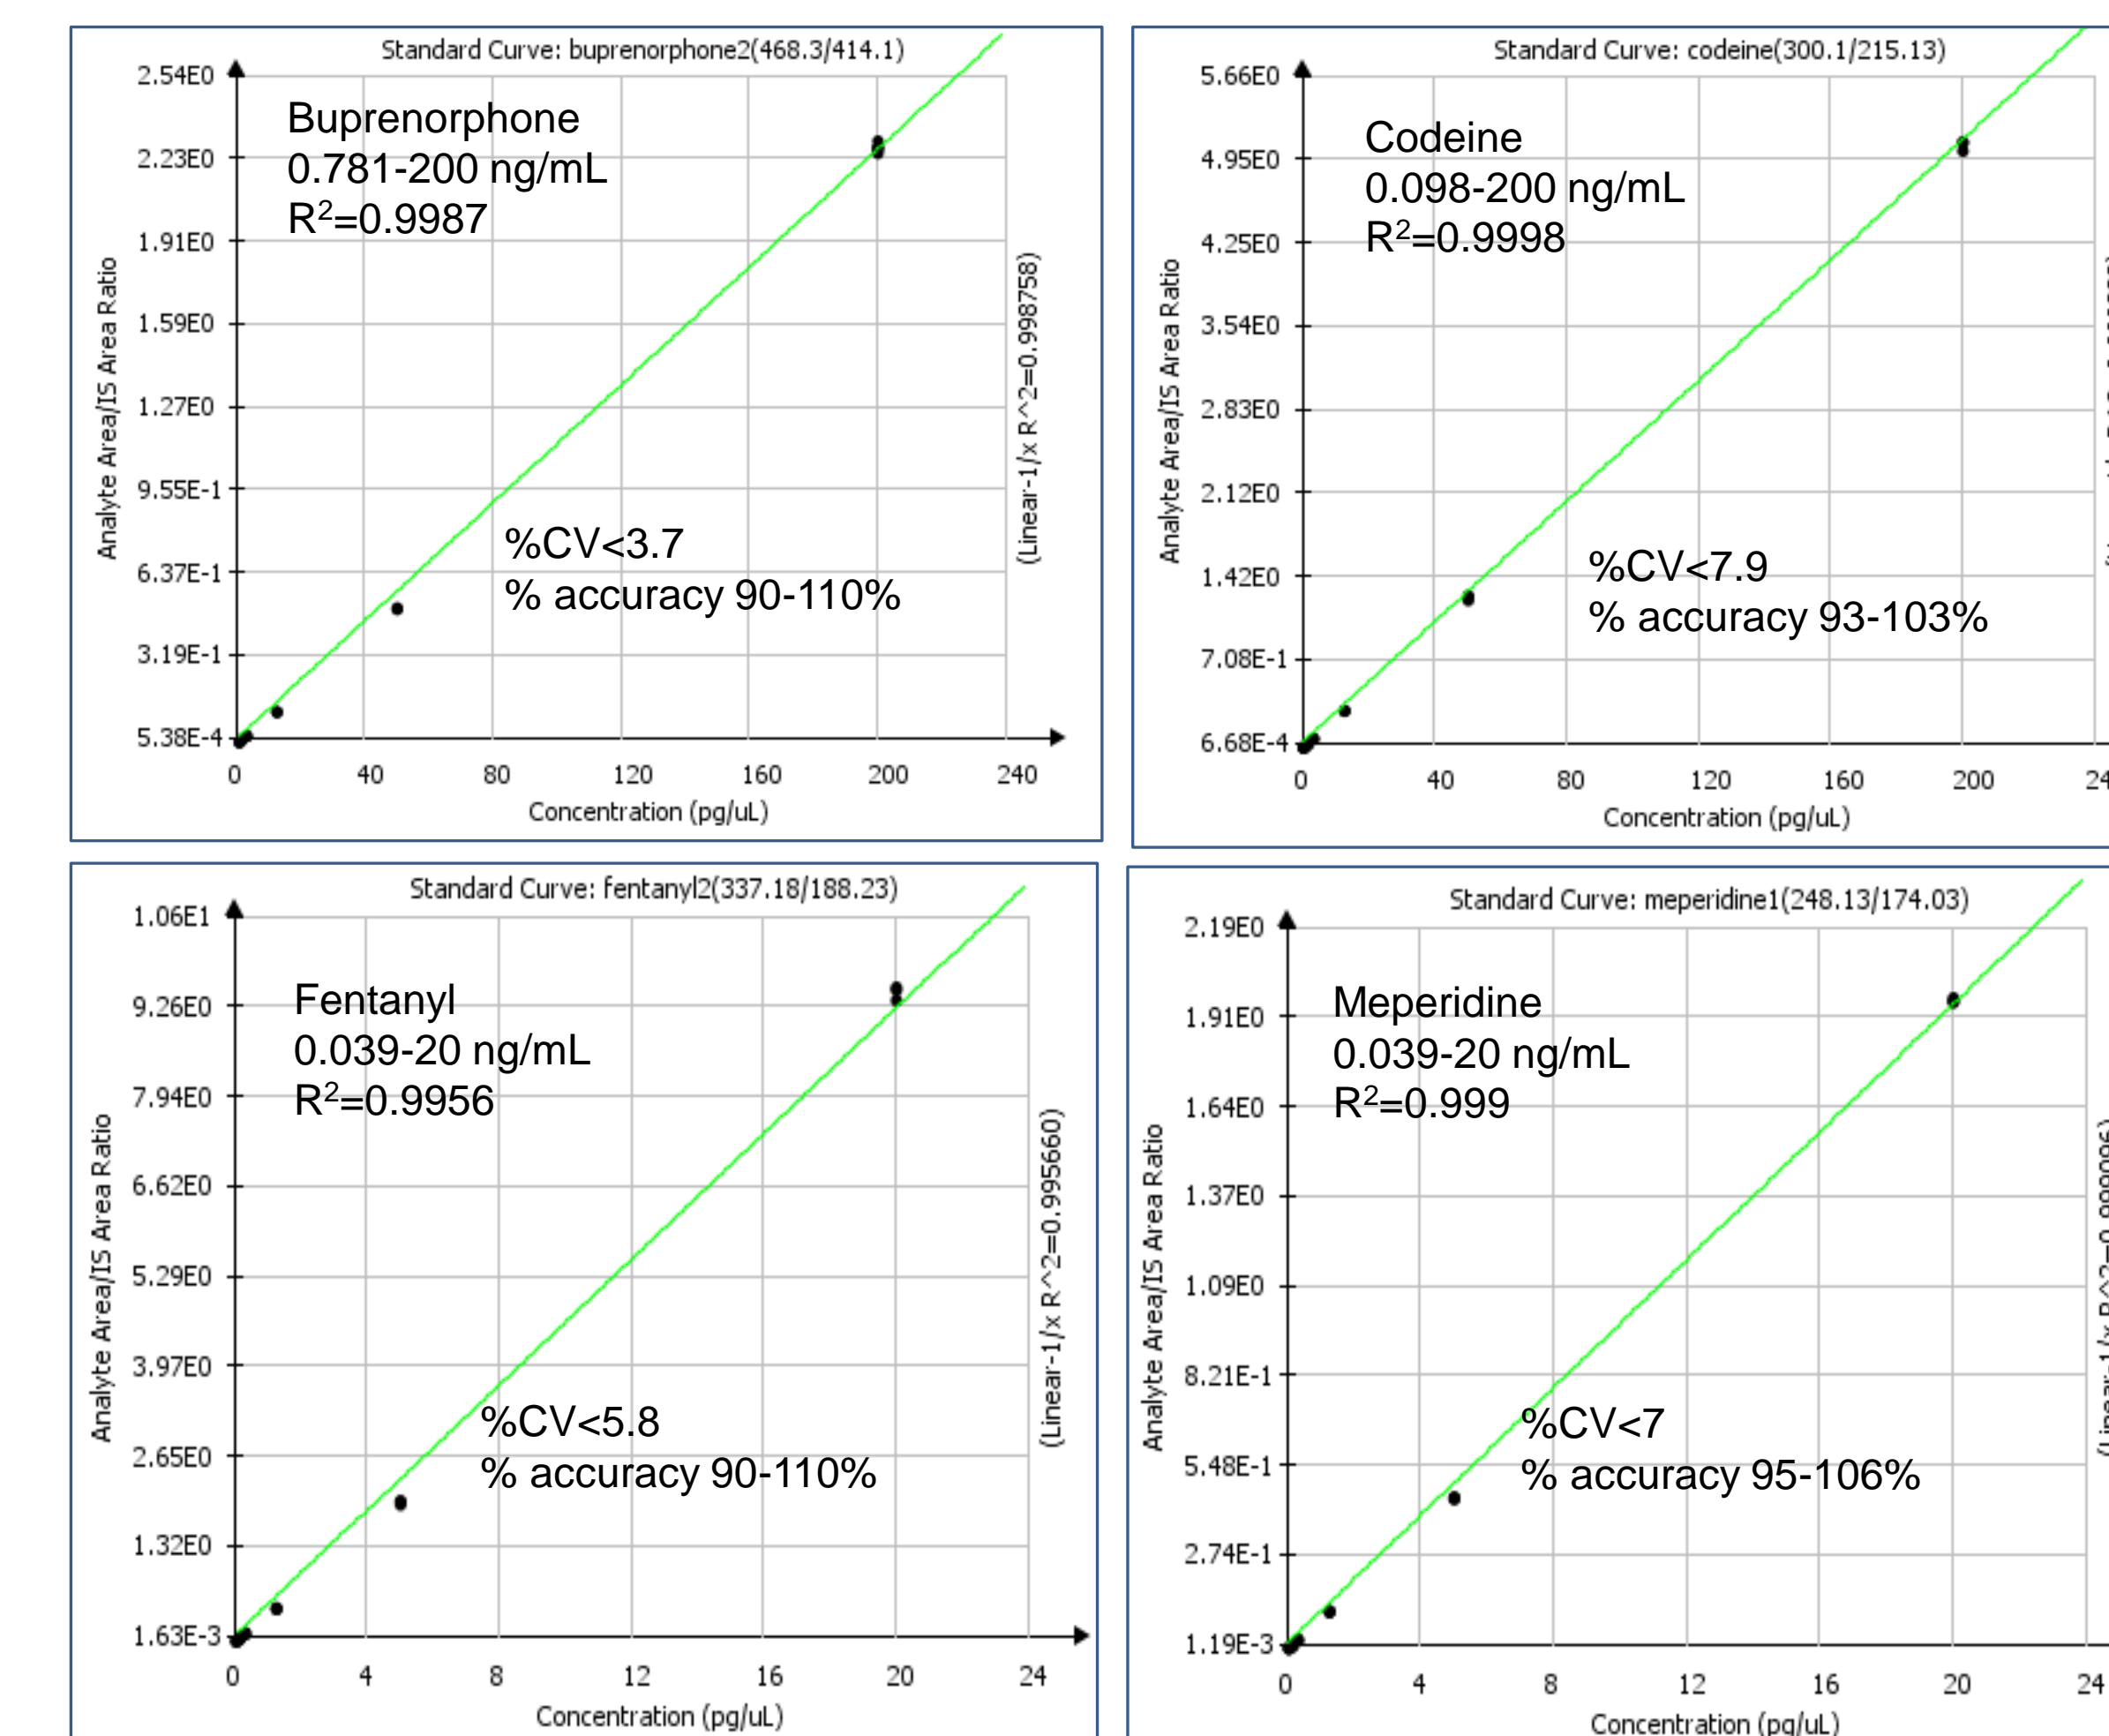 Standard Curve: buprenorphone2(468.3/414.1)
Buprenorphone
0.781-200 ng/mL
R²=0.9987
%CV<3.7
% accuracy 90-110%
2.54E0
2.23E0
1.91E0
1.59E0
1.27E0
9.55E-1
6.37E-1
3.19E-1
5.38E-4
Analyte Area/IS Area Ratio
0 40 80 120 160 200 240
Concentration (pg/uL)
(Linear-1/x R^2=0.998758)
Standard Curve: codeine(300.1/215.13)
Codeine
0.098-200 ng/mL
R²=0.9998
%CV<7.9
% accuracy 93-103%
5.66E0
4.95E0
4.25E0
3.54E0
2.83E0
2.12E0
1.42E0
7.08E-1
6.68E-4
Analyte Area/IS Area Ratio
0 40 80 120 160 200 24
Concentration (pg/uL)
Standard Curve: fentanyl2(337.18/188.23)
Fentanyl
0.039-20 ng/mL
R²=0.9956
%CV<5.8
% accuracy 90-110%
1.06E1
9.26E0
7.94E0
6.62E0
5.29E0
3.97E0
2.65E0
1.32E0
1.63E-3
Analyte Area/IS Area Ratio
0 4 8 12 16 20 24
Concentration (pg/uL)
(Linear-1/x R^2=0.995660)
Standard Curve: meperidine1(248.13/174.03)
Meperidine
0.039-20 ng/mL
R²=0.999
%CV<7
% accuracy 95-106%
2.19E0
1.91E0
1.64E0
1.37E0
1.09E0
8.21E-1
5.48E-1
2.74E-1
1.19E-3
Analyte Area/IS Area Ratio
0 4 8 12 16 20 24
Concentration (pg/uL)